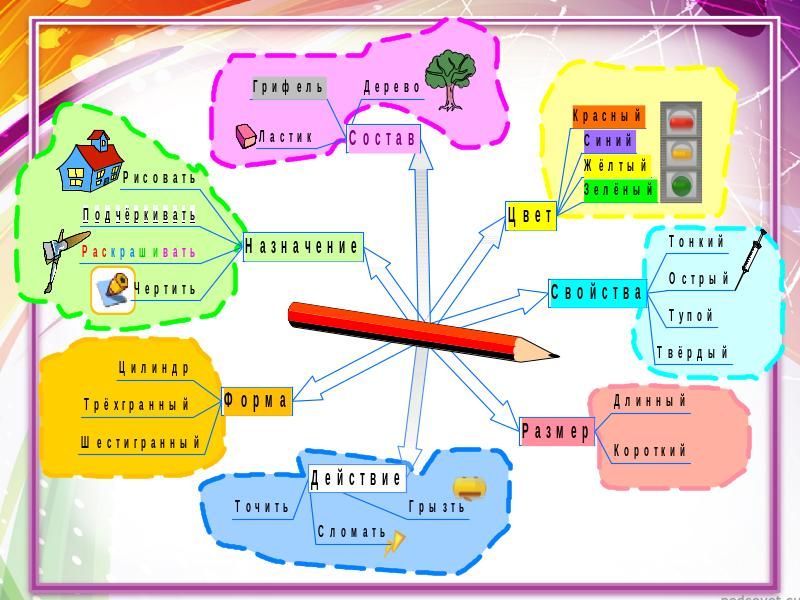 Грифель
Дерево
Ластик
Состав
Красный
Синий
Жёлтый
Зелёный
Цвет
Рисовать
Подчёркивать
Раскрашивать
Чертить
Назначение
Тонкий
Острый
Тупой
Твёрдый
Свойства
Цилиндр
Трёхгранный
Шестигранный
Форма
Длинный
Короткий
Размер
Действие
Точить
Сломать
Грызть